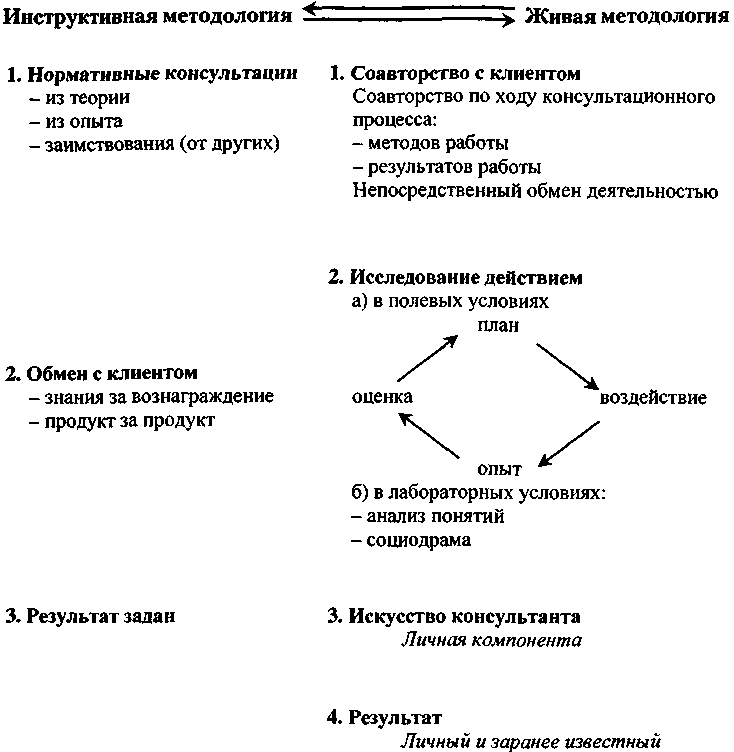 Инструктивная методология Живая методология
1. Нормативные консультации
– из теории
– из опыта
– заимствования (от других)
2. Обмен с клиентом
– знания за вознаграждение
– продукт за продукт
3. Результат задан
1. Соавторство с клиентом
Соавторство по ходу консультационного
процесса:
– методов работы
– результатов работы
Непосредственный обмен деятельностью
2. Исследование действием
а) в полевых условиях
план
оценка воздействие
опыт
б) в лабораторных условиях:
– анализ понятий
– социодрама
3. Искусство консультанта
Личная компонента
4. Результат
Личный и заранее известный